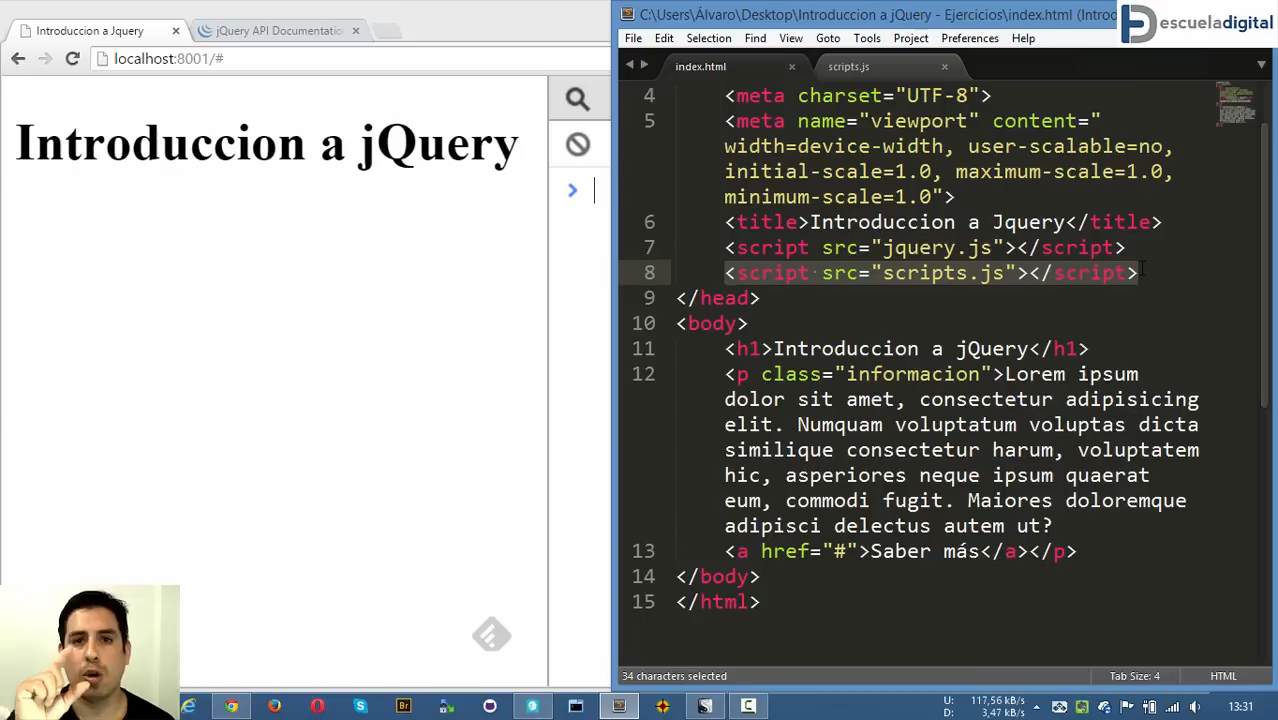 Introduccion a Jquery
jQuery API Documentatio
C:\Users\Álvaro\Desktop\Introduccion a jQuery - Ejercicios\index.html (Introd
escueladigital
File Edit Selection Find View Goto Tools Project Preferences Help
localhost:8001/#
index.html
scripts.js
Introduccion a jQuery
4 <meta charset="UTF-8">
5 <meta name="viewport" content="
width=device-width, user-scalable=no,
initial-scale=1.0, maximum-scale=1.0,
minimum-scale=1.0">
6 <title>Introduccion a Jquery</title>
7 <script src="jquery.js"></script>
8 <script src="scripts.js"></script>
9 </head>
10 <body>
11 <h1>Introduccion a jQuery</h1>
12 <p class="informacion">Lorem ipsum
dolor sit amet, consectetur adipisicing
elit. Numquam voluptatum voluptas dicta
similique consectetur harum, voluptatem
hic, asperiores neque ipsum quaerat
eum, commodi fugit. Maiores doloremque
adipisci delectus autem ut?
13 <a href="#">Saber más</a></p>
14 </body>
15 </html>
34 characters selected
Tab Size: 4
HTML
Br
U: 117,56 kB/s
D: 3,47 kB/s
13:31